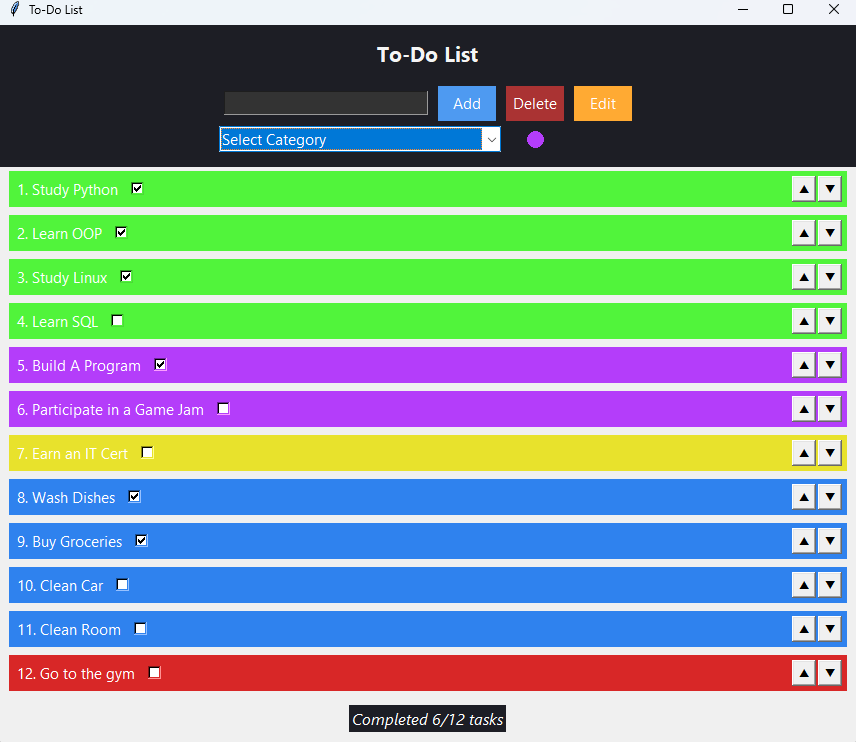 To-Do List
To-Do List
Add Delete Edit
Select Category
1. Study Python
2. Learn OOP
3. Study Linux
4. Learn SQL
5. Build A Program
6. Participate in a Game Jam
7. Earn an IT Cert
8. Wash Dishes
9. Buy Groceries
10. Clean Car
11. Clean Room
12. Go to the gym
Completed 6/12 tasks